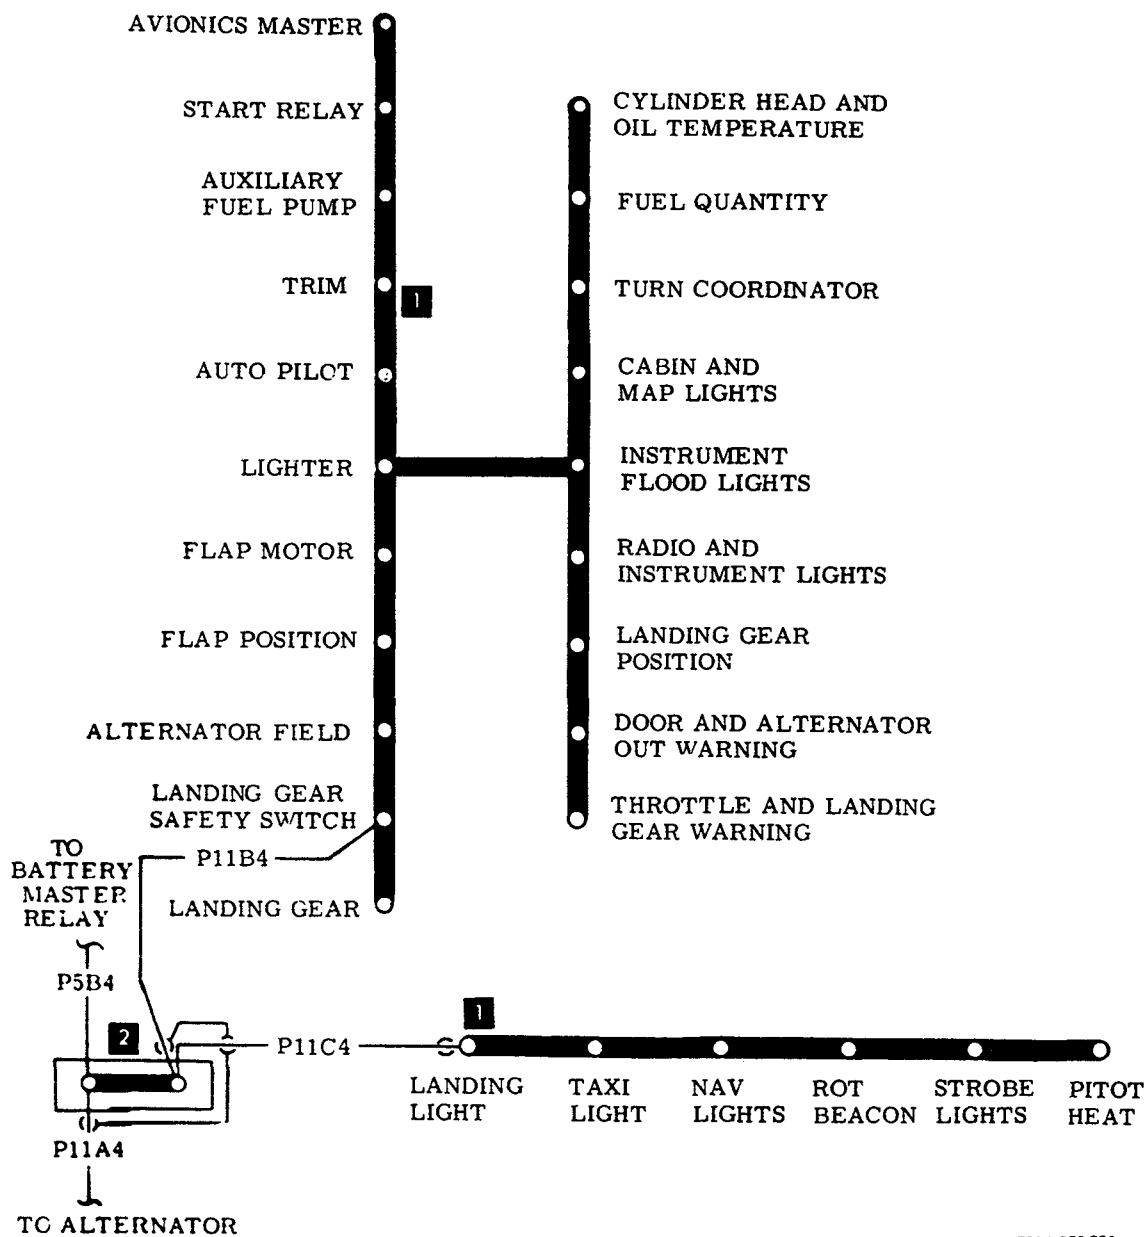 AVIONICS MASTER
START RELAY
AUXILIARY
FUEL PUMP
TRIM
1
AUTO PILOT
LIGHTER
FLAP MOTOR
FLAP POSITION
ALTERNATOR FIELD
LANDING GEAR
SAFETY SWITCH
LANDING GEAR
CYLINDER HEAD AND
OIL TEMPERATURE
FUEL QUANTITY
TURN COORDINATOR
CABIN AND
MAP LIGHTS
INSTRUMENT
FLOOD LIGHTS
RADIO AND
INSTRUMENT LIGHTS
LANDING GEAR
POSITION
DOOR AND ALTERNATOR
OUT WARNING
THROTTLE AND LANDING
GEAR WARNING
TO
BATTERY
MASTER
RELAY
P11B4
P5B4
2
P11C4
1
P11A4
TO ALTERNATOR
LANDING
LIGHT
TAXI
LIGHT
NAV
LIGHTS
ROT
BEACON
STROBE
LIGHTS
PITOT
HEAT